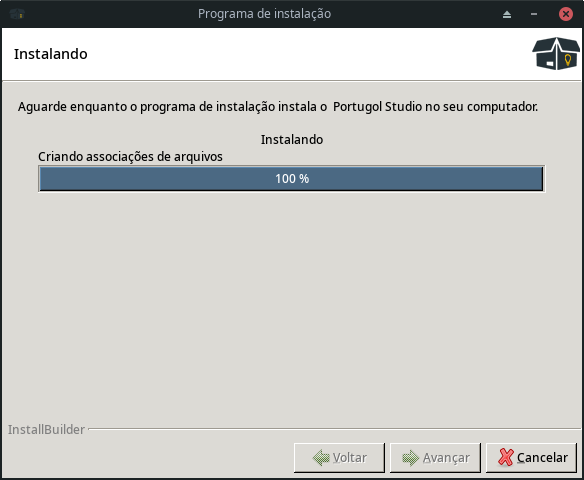 Programa de instalação
Instalando
Aguarde enquanto o programa de instalação instala o  Portugol Studio no seu computador.
Instalando
Criando associações de arquivos
100 %
InstallBuilder
Voltar
Avançar
Cancelar